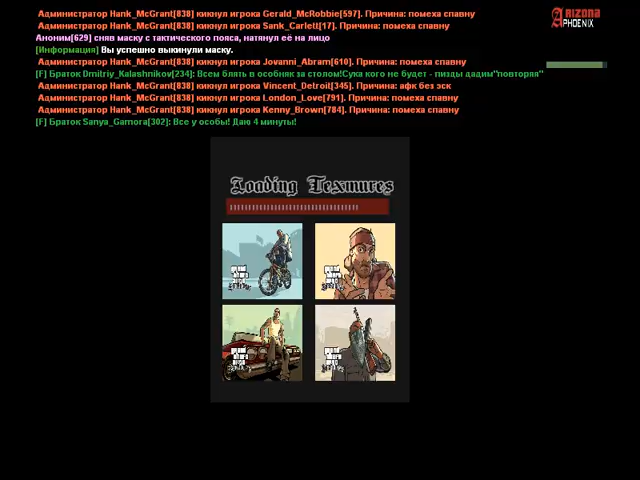 Администратор Hank_McGrant[838] кикнул игрока Gerald_McRobbie[597]. Причина: помеха спавну
Администратор Hank_McGrant[838] кикнул игрока Sank_Carlett[17]. Причина: помеха спавну
Аноним[629] сняв маску с тактического пояса, натянул её на лицо
[Информация] Вы успешно выкинули маску.
Администратор Hank_McGrant[838] кикнул игрока Jovanni_Abram[610]. Причина: помеха спавну
[F] Браток Dmitriy_Kalashnikov[234]: Всем блять в особняк за столом!Сука кого не будет - пизды дадим"повторяя"
Администратор Hank_McGrant[838] кикнул игрока Vincent_Detroit[345]. Причина: афк без эск
Администратор Hank_McGrant[838] кикнул игрока London_Love[791]. Причина: помеха спавну
Администратор Hank_McGrant[838] кикнул игрока Kenny_Brown[784]. Причина: помеха спавну
[F] Браток Sanya_Gamora[302]: Все у особы! Даю 4 минуты!
ARIZONA
PHOENIX
Loading Texmures